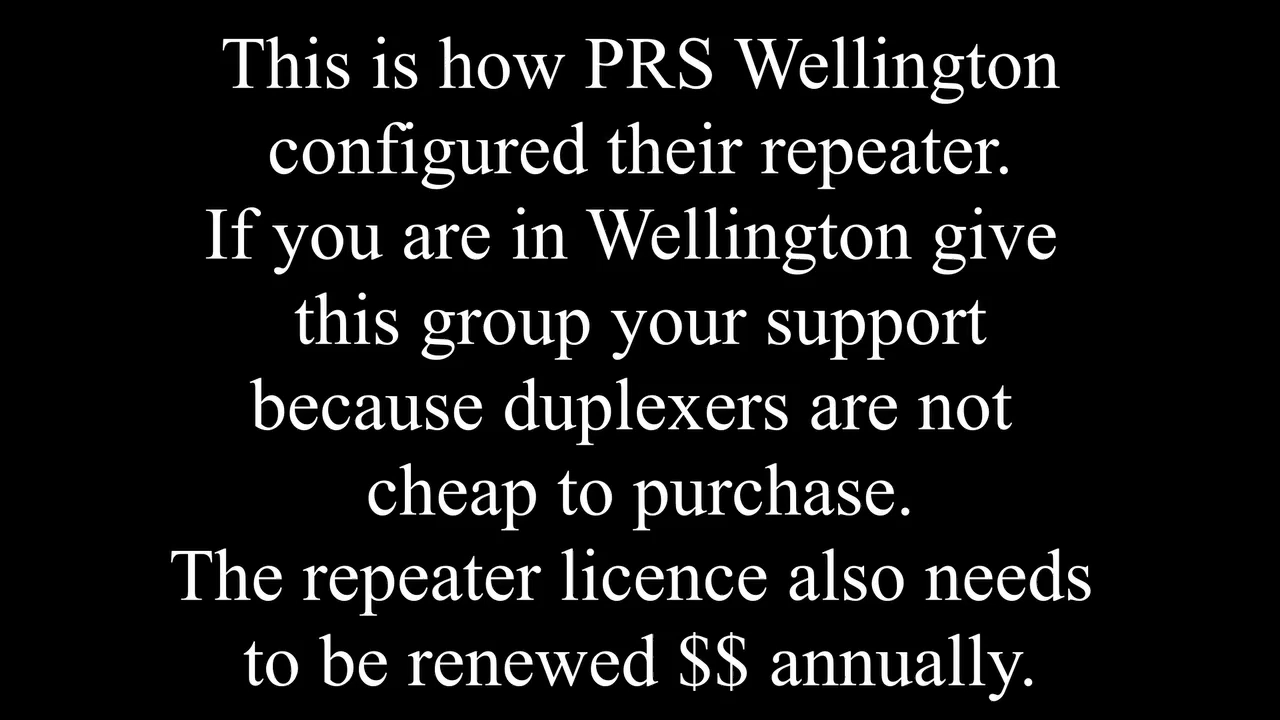 This is how PRS Wellington
configured their repeater.
If you are in Wellington give
this group your support
because duplexers are not
cheap to purchase.
The repeater licence also needs
to be renewed $$ annually.